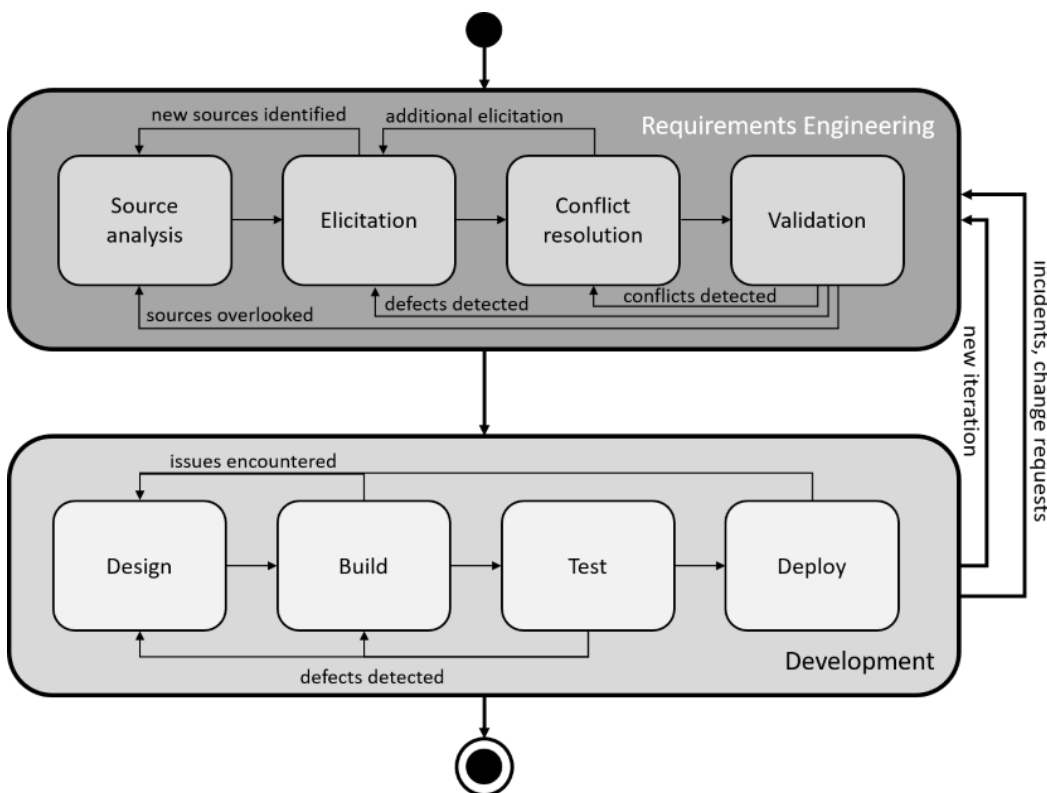 new sources identified
additional elicitation
Requirements Engineering
Source
analysis
Elicitation
Conflict
resolution
Validation
conflicts detected
defects detected
sources overlooked
incidents, change requests
new iteration
issues encountered
Design
Build
Test
Deploy
defects detected
Development